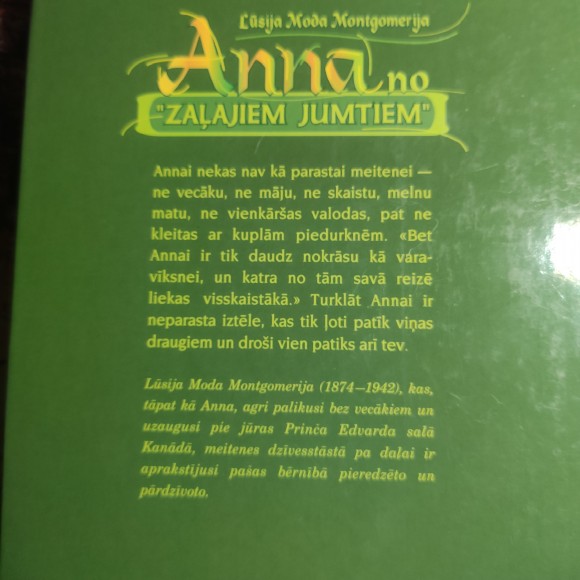 Lūsija Moda Montgomerija
Anna no
"ZAĻAJIEM JUMTIEM"
Annai nekas nav kā parastai meitenei —
ne vecāku, ne māju, ne skaistu, melnu
matu, ne vienkāršas valodas, pat ne
kleitas ar kuplām piedurknēm. «Bet
Annai ir tik daudz nokrāsu kā vara-
vīksnei, un katra no tām savā reizē
liekas visskaistākā.» Turklāt Annai ir
neparasta iztēle, kas tik ļoti patīk viņas
draugiem un droši vien patiks arī tev.
Lūsija Moda Montgomerija (1874—1942), kas,
tāpat kā Anna, agri palikusi bez vecākiem un
uzaugusi pie jūras Prinča Edvarda salā
Kanādā, meitenes dzīvesstāstā pa daļai ir
aprakstījusi pašas bērnībā pieredzēto un
pārdzīvoto.